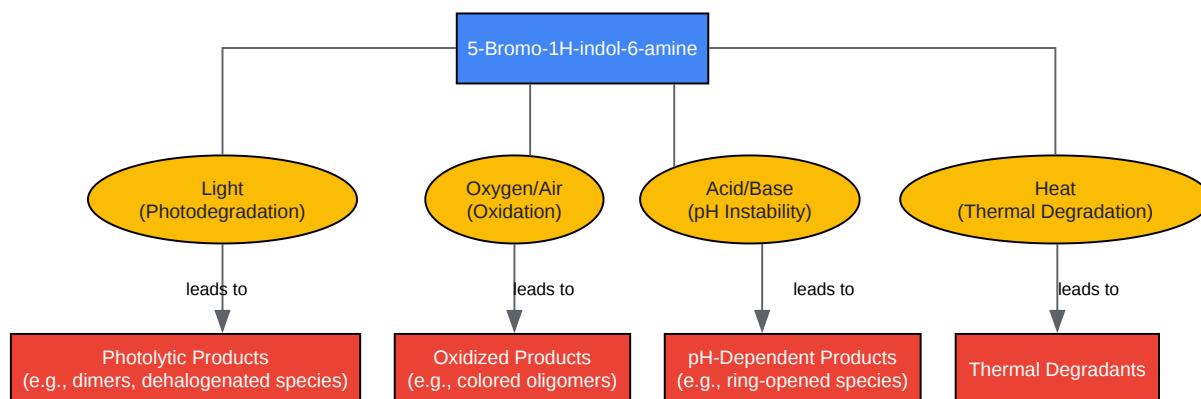 5-Bromo-1H-indol-6-amine
Light
(Photodegradation)
Oxygen/Air
(Oxidation)
Acid/Base
(pH Instability)
Heat
(Thermal Degradation)
leads to
leads to
leads to
leads to
Photolytic Products
(e.g., dimers, dehalogenated species)
Oxidized Products
(e.g., colored oligomers)
pH-Dependent Products
(e.g., ring-opened species)
Thermal Degradants